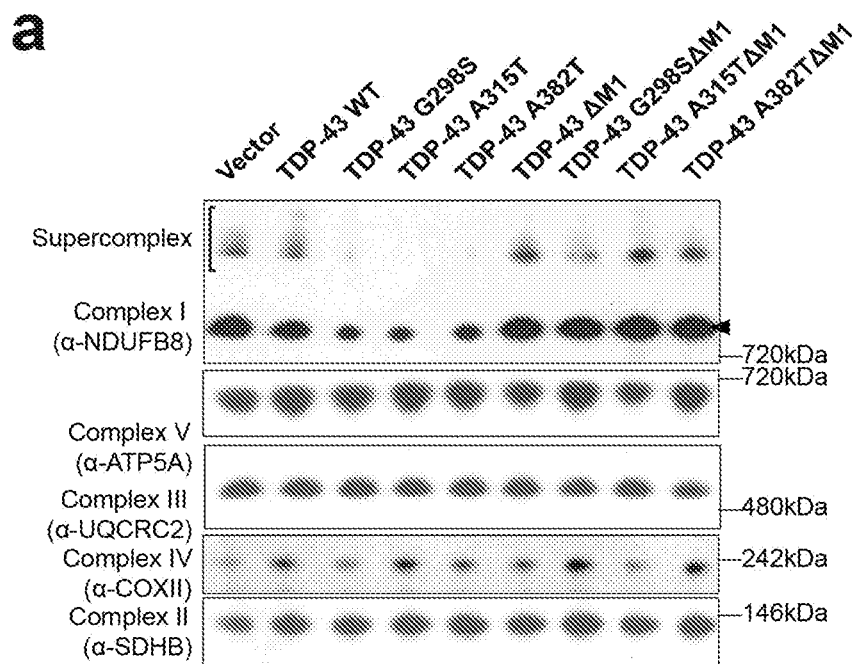 a
Vector
TDP-43 WT
TDP-43 G298S
TDP-43 A315T
TDP-43 A382T
TDP-43 ΔM1
TDP-43 G298SΔM1
TDP-43 A315TΔM1
TDP-43 A382TΔM1
Supercomplex
Complex I
(α-NDUFB8)
720kDa
720kDa
Complex V
(α-ATP5A)
Complex III
(α-UQCRC2)
480kDa
Complex IV
(α-COXII)
242kDa
Complex II
(α-SDHB)
146kDa